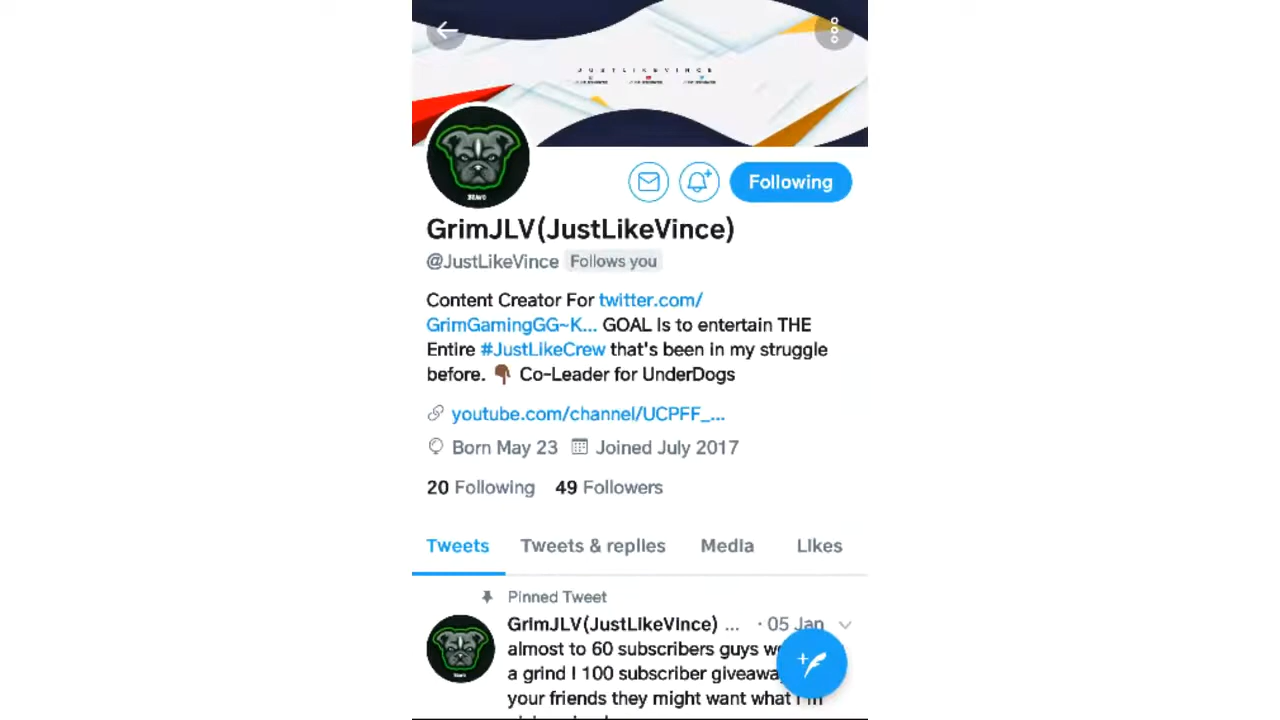 JUSTLIKEVINCE
Following
GrimJLV(JustLikeVince)
@JustLikeVince Follows you
Content Creator For twitter.com/
GrimGamingGG~K... GOAL Is to entertain THE
Entire #JustLikeCrew that's been in my struggle
before. 👇🏾 Co-Leader for UnderDogs
youtube.com/channel/UCPFF_...
Born May 23 Joined July 2017
20 Following 49 Followers
Tweets Tweets & replies Media Likes
Pinned Tweet
GrimJLV(JustLikeVince) ... · 05 Jan
almost to 60 subscribers guys
a grind I 100 subscriber
your friends they might want what